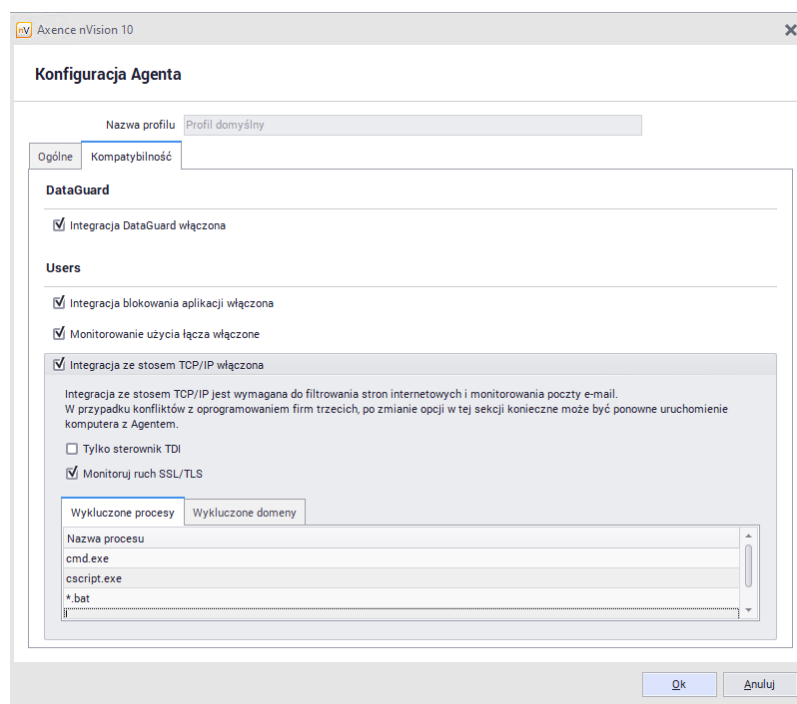 nV Axence nVision 10
Konfiguracja Agenta
Nazwa profilu Profil domyślny
Ogólne Kompatybilność
DataGuard
Integracja DataGuard włączona
Users
Integracja blokowania aplikacji włączona
Monitorowanie użycia łącza włączone
Integracja ze stosem TCP/IP włączona
Integracja ze stosem TCP/IP jest wymagana do filtrowania stron internetowych i monitorowania poczty e-mail.
W przypadku konfliktów z oprogramowaniem firm trzecich, po zmianie opcji w tej sekcji konieczne może być ponowne uruchomienie
komputera z Agentem.
Tylko sterownik TDI
Monitoruj ruch SSL/TLS
Wykluczone procesy Wykluczone domeny
Nazwa procesu
cmd.exe
cscript.exe
*.bat
Ok Anuluj